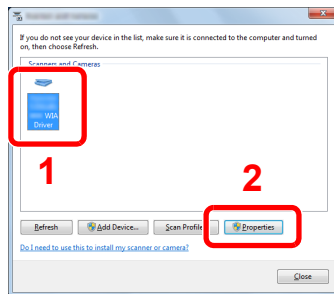 If you do not see your device in the list, make sure it is connected to the computer and turned
on, then choose Refresh.
Scanners and Cameras
WIA
Driver
1
2
Refresh
Add Device...
Scan Profile
Properties
Do I need to use this to install my scanner or camera?
Close